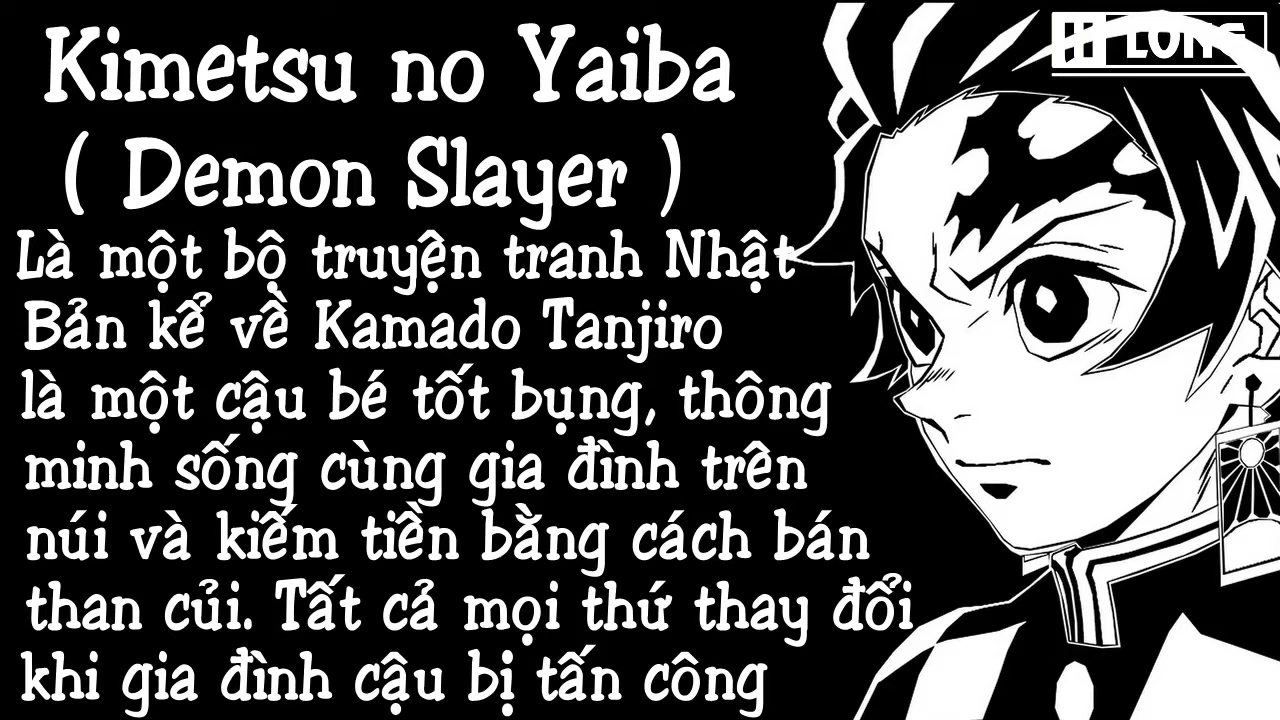 Kimetsu no Yaiba
( Demon Slayer )
Là một bộ truyện tranh Nhật
Bản kể về Kamado Tanjiro
là một cậu bé tốt bụng, thông
minh sống cùng gia đình trên
núi và kiếm tiền bằng cách bán
than củi. Tất cả mọi thứ thay đổi
khi gia đình cậu bị tấn công
LONG